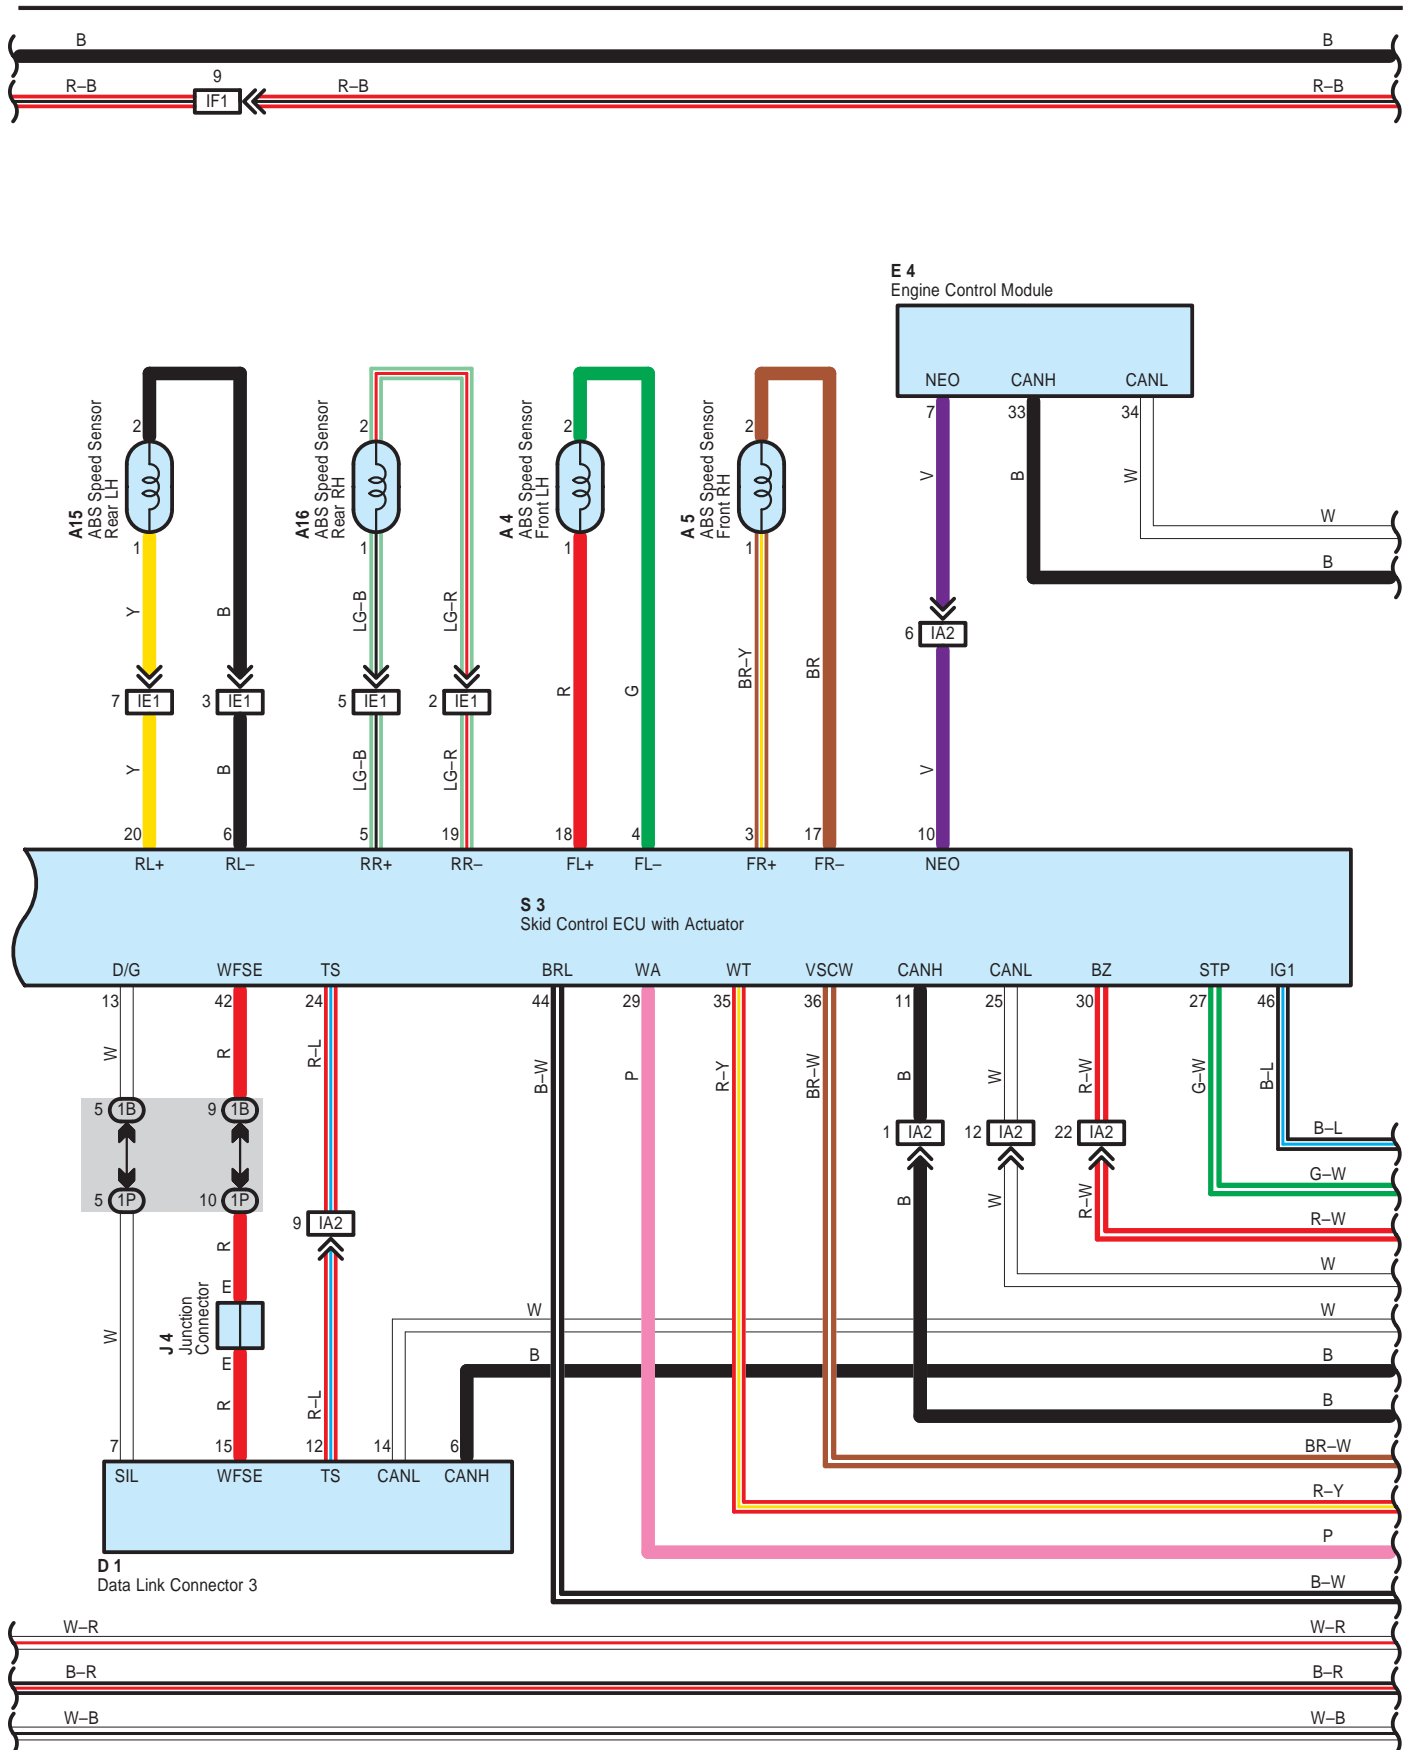 B B
R–B 9 R–B R–B
IF1
E 4
Engine Control Module
NEO CANH CANL
7 33 34
V B W
W
B
A15
ABS Speed Sensor
Rear LH
2
1
A16
ABS Speed Sensor
Rear RH
2
1
A 4
ABS Speed Sensor
Front LH
2
1
A 5
ABS Speed Sensor
Front RH
2
1
Y B LG–B LG–R R G BR–Y BR
6 IA2
7 IE1 3 IE1 5 IE1 2 IE1
Y B LG–B LG–R V
20 6 5 19 18 4 3 17 10
RL+ RL– RR+ RR– FL+ FL– FR+ FR– NEO
S 3
Skid Control ECU with Actuator
D/G WFSE TS BRL WA WT VSCW CANH CANL BZ STP IG1
13 42 24 44 29 35 36 11 25 30 27 46
W R R–L B–W P R–Y BR–W B W R–W G–W B–L
5 1B 9 1B
1 IA2 12 IA2 22 IA2
B–L
G–W
5 1P 10 1P
B W R–W
R–W
9 IA2
R
W
E
J 4
Junction
Connector
W W
W
E
B B
R R–L
B
7 15 12 14 6
BR–W
SIL WFSE TS CANL CANH
R–Y
P
D 1
Data Link Connector 3
B–W
W–R W–R
B–R B–R
W–B W–B